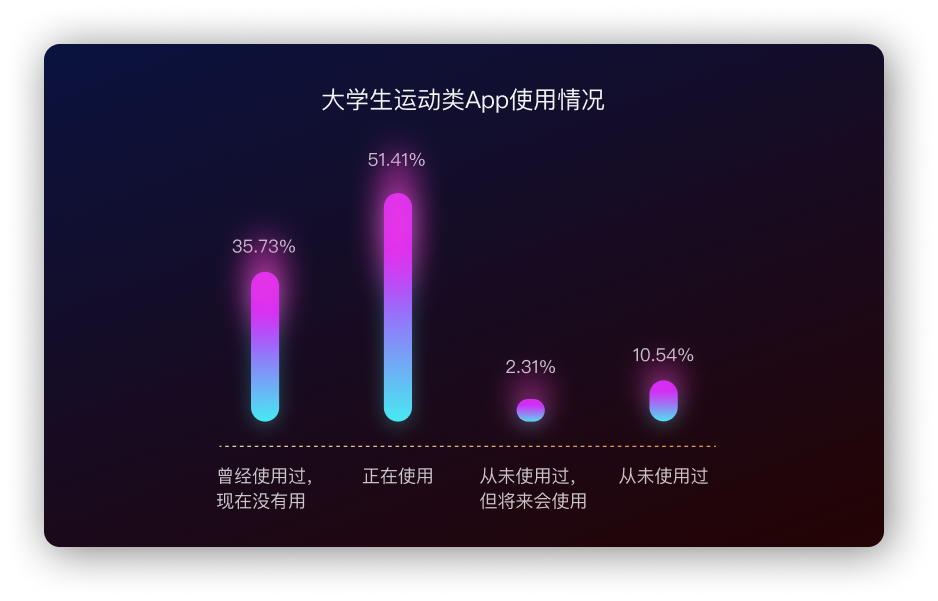 大学生运动类App使用情况
51.41%
35.73%
2.31%
10.54%
曾经使用过,
现在没有用
正在使用
从未使用过,
但将来会使用
从未使用过